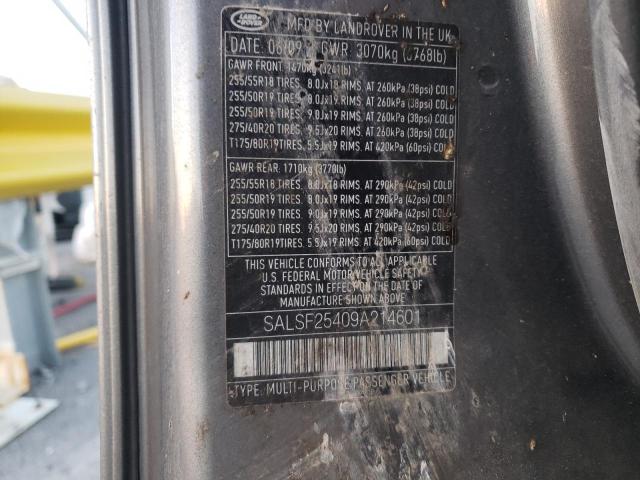 LAND ROVER
MFD BY LANDROVER IN THE UK
DATE: 06/09 GWR: 3070kg (6768lb)
GAWR FRONT: 1470kg (3241lb)
255/55R18 TIRES, 8.0Jx18 RIMS. AT 260kPa (38psi) COLD
255/50R19 TIRES, 8.0Jx19 RIMS. AT 260kPa (38psi) COLD
255/50R19 TIRES, 9.0Jx19 RIMS. AT 260kPa (38psi) COLD
275/40R20 TIRES, 9.5Jx20 RIMS. AT 260kPa (38psi) COLD
T175/80R19TIRES, 5.5Jx19 RIMS. AT 420kPa (60psi) COLD
GAWR REAR: 1710kg (3770lb)
255/55R18 TIRES, 8.0Jx18 RIMS. AT 290kPa (42psi) COLD
255/50R19 TIRES, 8.0Jx19 RIMS. AT 290kPa (42psi) COLD
255/50R19 TIRES, 9.0Jx19 RIMS. AT 290kPa (42psi) COLD
275/40R20 TIRES, 9.5Jx20 RIMS. AT 290kPa (42psi) COLD
T175/80R19TIRES, 5.5Jx19 RIMS. AT 420kPa (60psi) COLD
THIS VEHICLE CONFORMS TO ALL APPLICABLE
U.S. FEDERAL MOTOR VEHICLE SAFETY
STANDARDS IN EFFECT ON THE DATE OF
MANUFACTURE SHOWN ABOVE.
SALSF25409A214601
TYPE: MULTI-PURPOSE PASSENGER VEHICLE